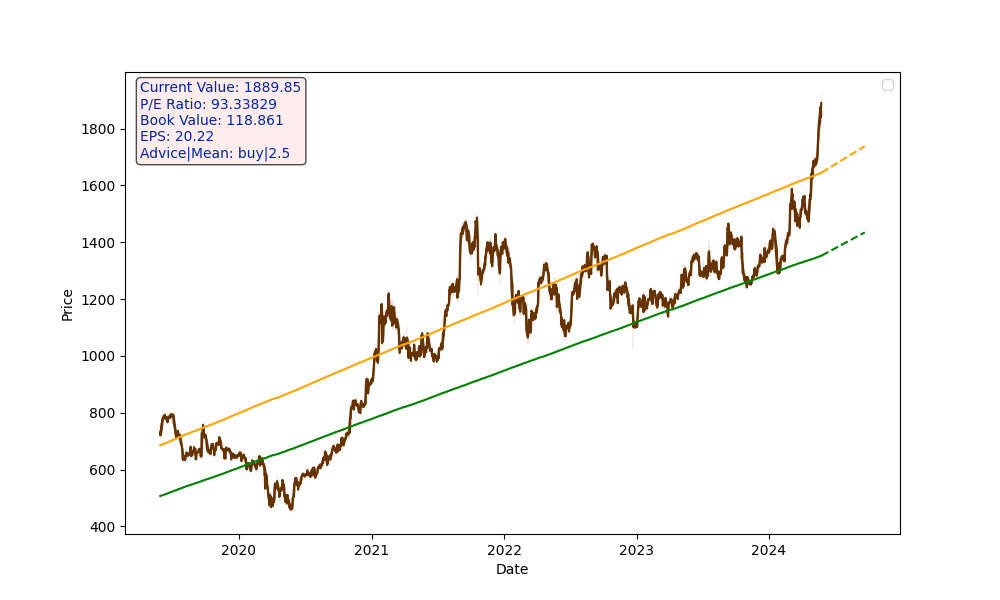 Current Value: 1889.85
P/E Ratio: 93.33829
Book Value: 118.861
EPS: 20.22
Advice|Mean: buy|2.5
1800
1600
1400
1200
1000
800
600
400
Price
2020 2021 2022 2023 2024
Date